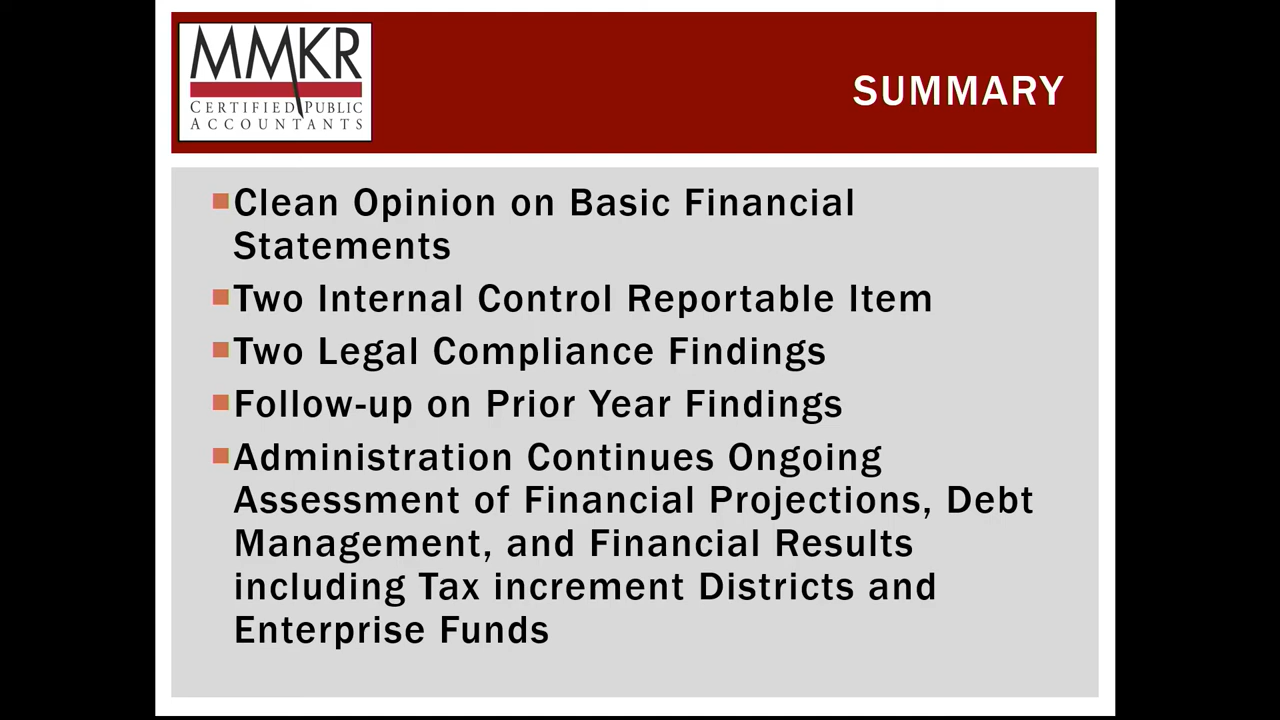 MMKR
CERTIFIED PUBLIC
ACCOUNTANTS
SUMMARY
Clean Opinion on Basic Financial
Statements
Two Internal Control Reportable Item
Two Legal Compliance Findings
Follow-up on Prior Year Findings
Administration Continues Ongoing
Assessment of Financial Projections, Debt
Management, and Financial Results
including Tax increment Districts and
Enterprise Funds